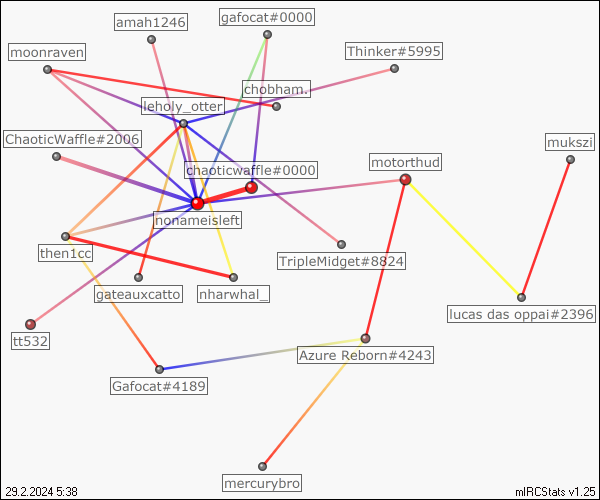 gafocat#0000
amah1246
moonraven
Thinker#5995
chobham.
leholy_otter
ChaoticWaffle#2006
mukszi
motorthud
chaoticwaffle#0000
nonameisleft
then1cc
TripleMidget#8824
gateauxcatto
nharwhal_
lucas das oppai#2396
tt532
Azure Reborn#4243
Gafocat#4189
mercurybro
29.2.2024 5:38
mIRCStats v1.25